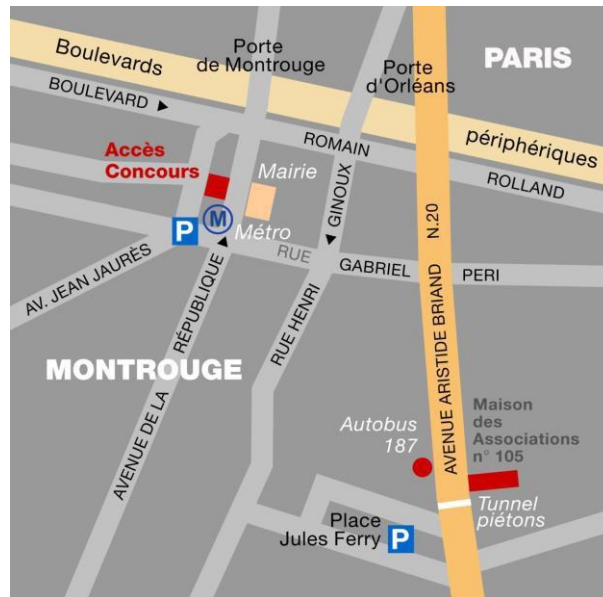 Boulevards
Porte
de Montrouge
PARIS
Porte
d'Orléans
BOULEVARD
périphériques
ROMAIN
ROLLAND
Accès
Concours
Mairie
GINOUX
N.20
P
M
Métro
RUE
GABRIEL
PERI
AV. JEAN JAURÈS
AVENUE DE LA RÉPUBLIQUE
RUE HENRI
MONTROUGE
AVENUE ARISTIDE BRIAND
Maison
des
Associations
n° 105
Autobus
187
Tunnel
piétons
Place
Jules Ferry
P